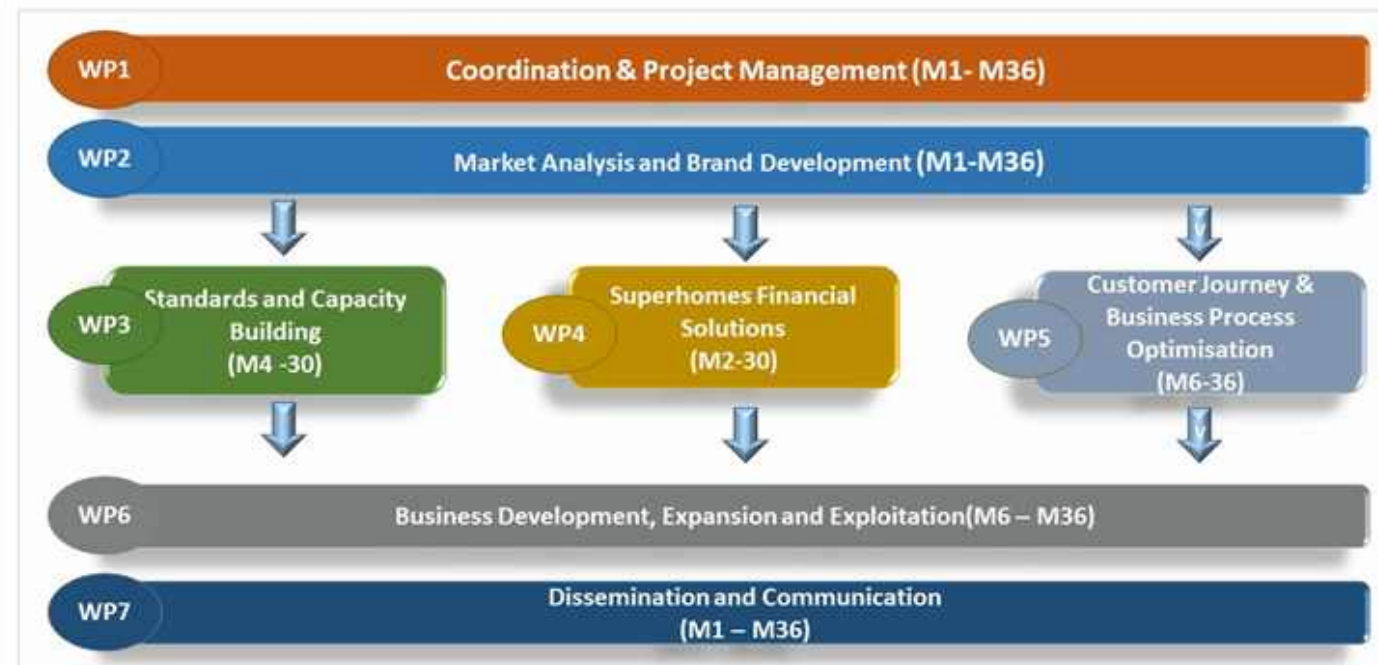 WP1
Coordination & Project Management (M1- M36)
WP2
Market Analysis and Brand Development (M1-M36)
V
WP3
Standards and Capacity
Building
(M4 -30)
WP4
Superhomes Financial
Solutions
(M2-30)
WP5
Customer Journey &
Business Process
Optimisation
(M6-36)
V
WP6
Business Development, Expansion and Exploitation(M6 – M36)
WP7
Dissemination and Communication
(M1 – M36)